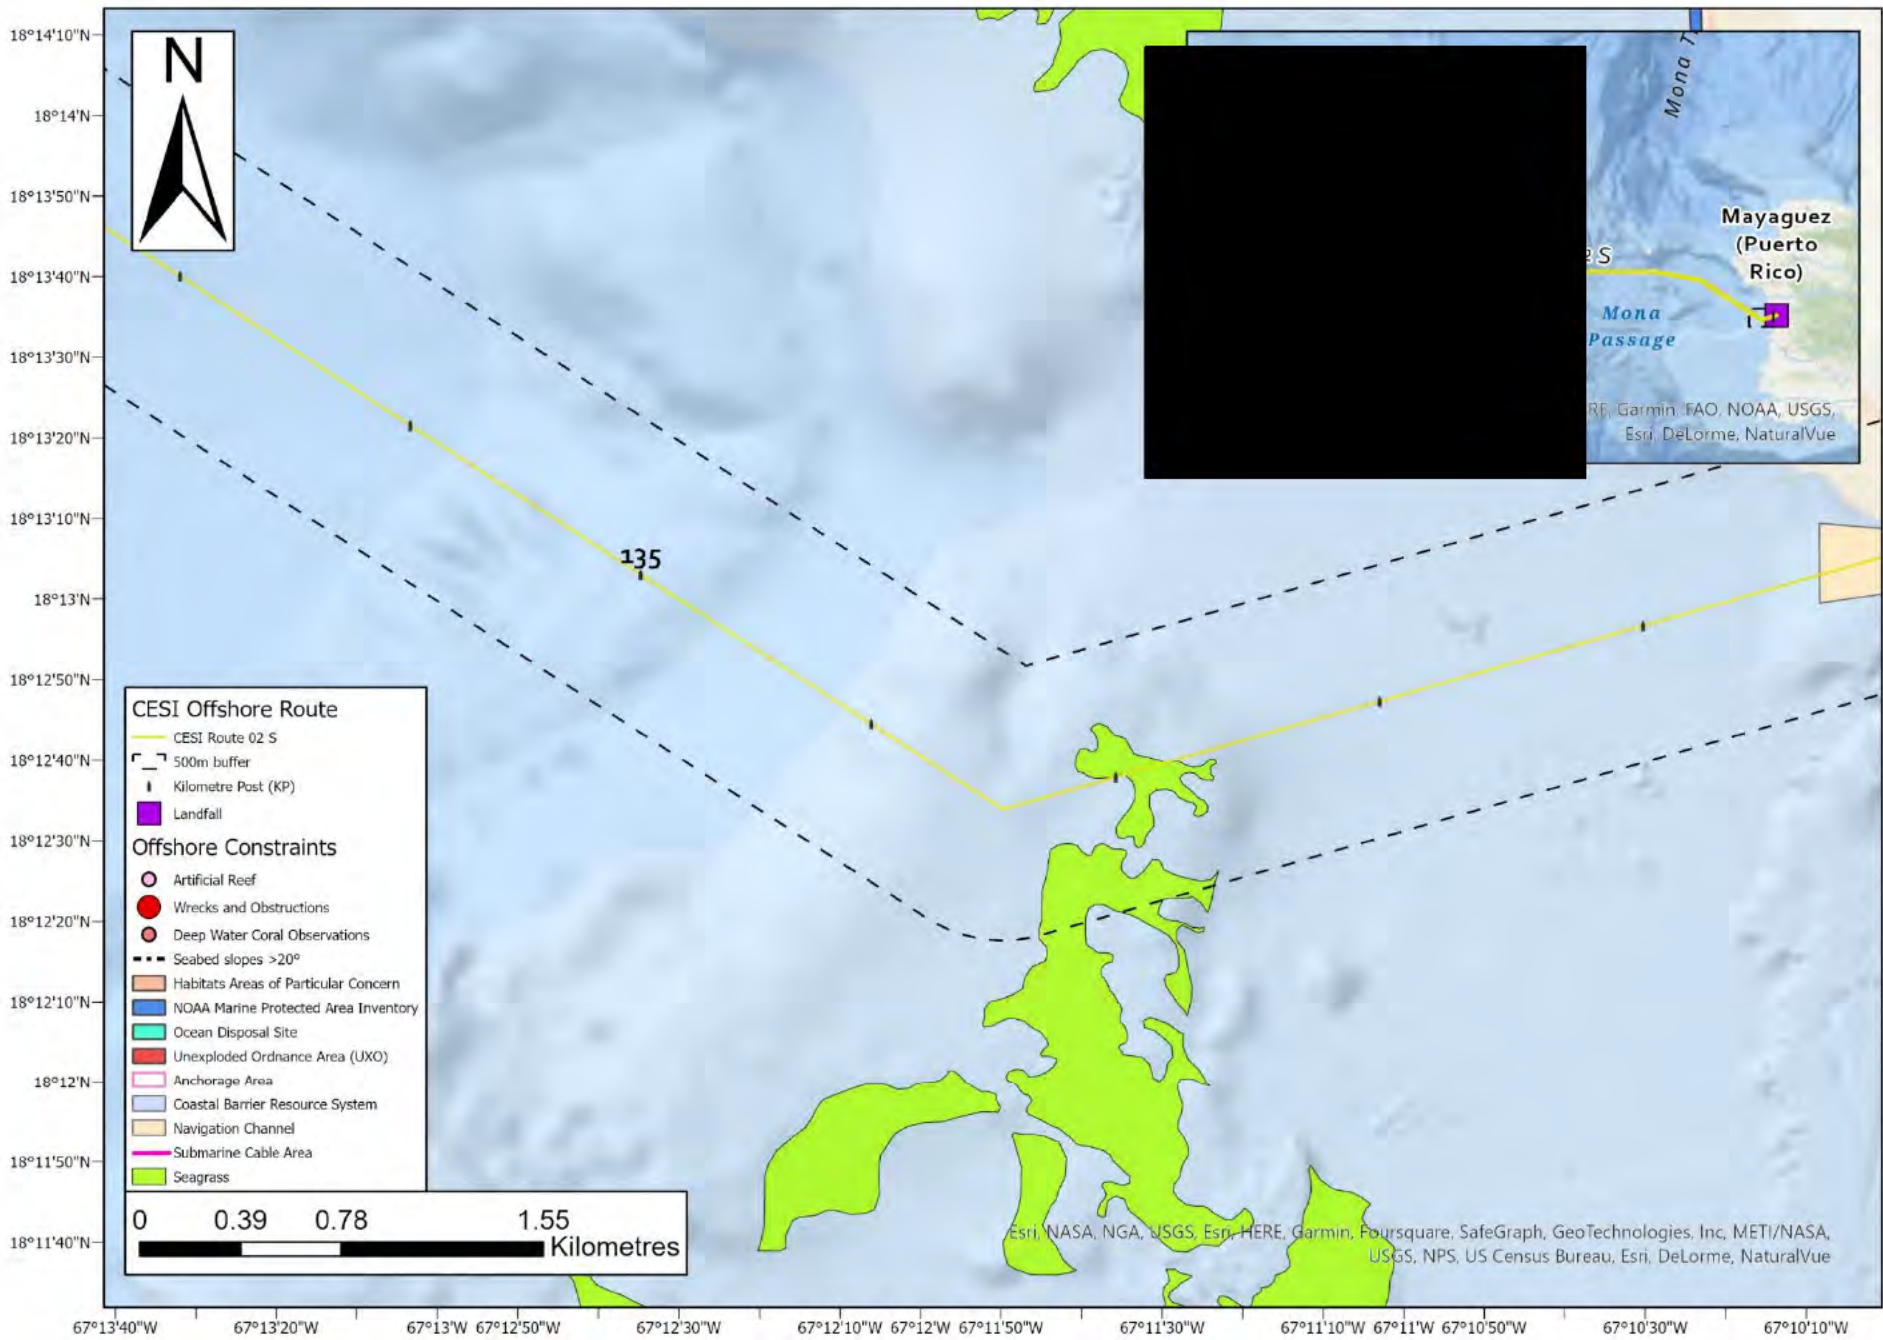 18°14'10"N
18°14'N
18°13'50"N
18°13'40"N
18°13'30"N
18°13'20"N
18°13'10"N
18°13'N
18°12'50"N
18°12'40"N
18°12'30"N
18°12'20"N
18°12'10"N
18°12'N
18°11'50"N
18°11'40"N
N
Mona T
Mayaguez
(Puerto
Rico)
S
Mona
Passage
Garmin, FAO, NOAA, USGS,
Esri, DeLorme, NaturalVue
135
CESI Offshore Route
CESI Route 02 S
500m buffer
Kilometre Post (KP)
Landfall
Offshore Constraints
Artificial Reef
Wrecks and Obstructions
Deep Water Coral Observations
Seabed slopes >20°
Habitats Areas of Particular Concern
NOAA Marine Protected Area Inventory
Ocean Disposal Site
Unexploded Ordnance Area (UXO)
Anchorage Area
Coastal Barrier Resource System
Navigation Channel
Submarine Cable Area
Seagrass
0 0.39 0.78 1.55
Kilometres
Esri, NASA, NGA, USGS, Esri, HERE, Garmin, Foursquare, SafeGraph, GeoTechnologies, Inc, METI/NASA,
USGS, NPS, US Census Bureau, Esri, DeLorme, NaturalVue
67°13'40"W 67°13'20"W 67°13'W 67°12'50"W 67°12'30"W 67°12'10"W 67°12'W 67°11'50"W 67°11'30"W 67°11'10"W 67°11'W 67°10'50"W 67°10'30"W 67°10'10"W